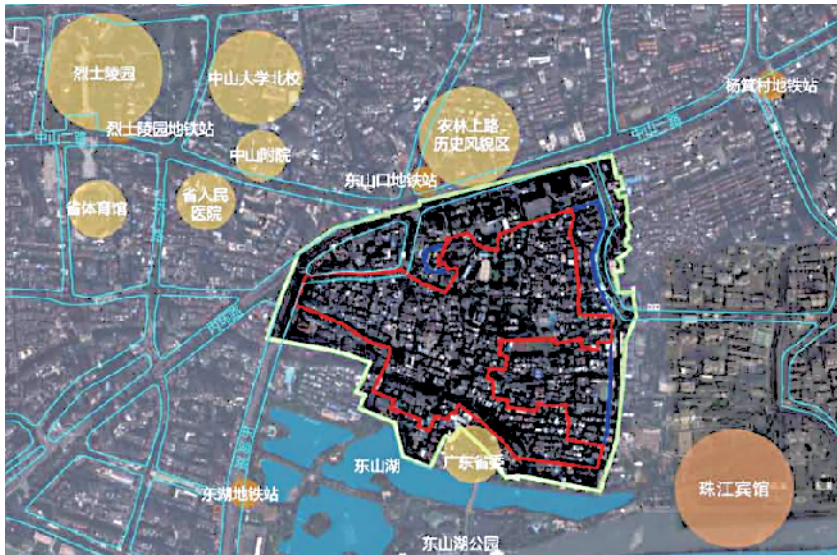 烈士陵园
中山大学北校
杨箕村地铁站
农林上路
历史风貌区
中山二路
烈士陵园地铁站
中山附院
东山口地铁站
省体育馆
省人民
医院
东山湖
广东省委
东湖地铁站
珠江宾馆
东山湖公园